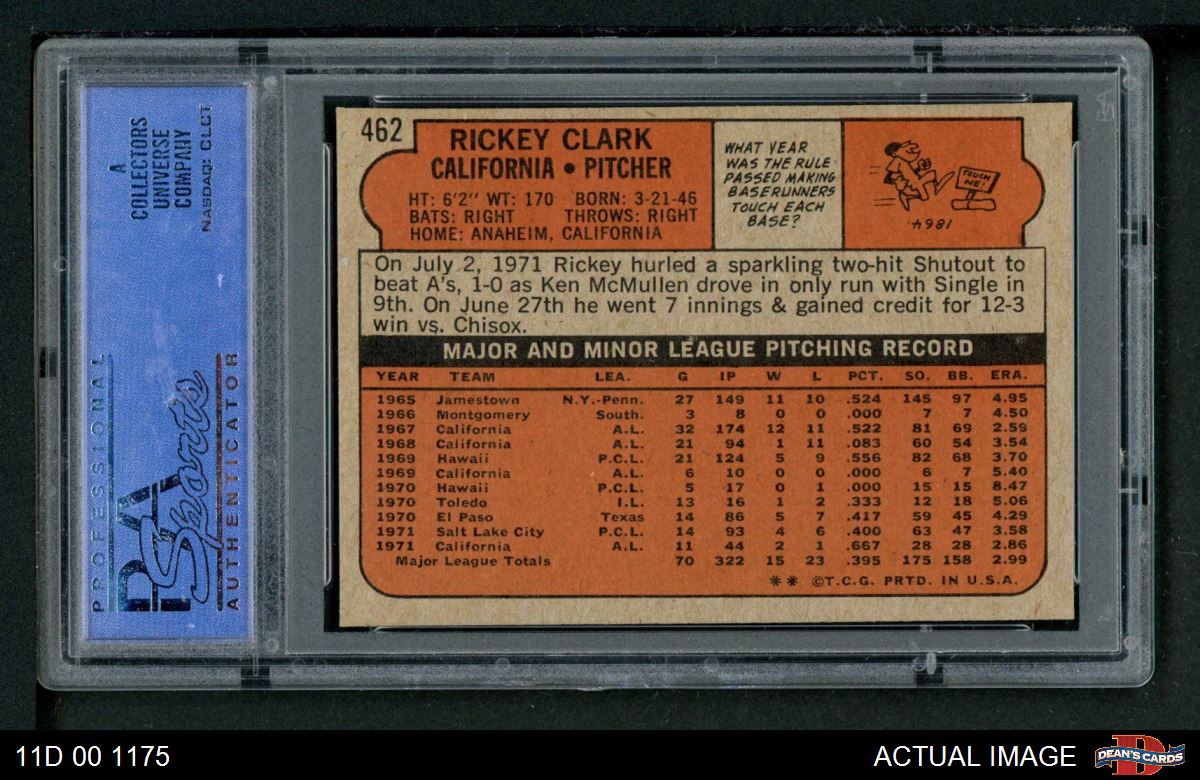 A
COLLECTORS
UNIVERSE
COMPANY
NASDAQ: CLCT
PROFESSIONAL
PSA
Sports
AUTHENTICATOR
462
RICKEY CLARK
CALIFORNIA • PITCHER
HT: 6'2" WT: 170 BORN: 3-21-46
BATS: RIGHT THROWS: RIGHT
HOME: ANAHEIM, CALIFORNIA
WHAT YEAR
WAS THE RULE
PASSED MAKING
BASERUNNERS
TOUCH EACH
BASE?
TOUCH
ME!
1864.
On July 2, 1971 Rickey hurled a sparkling two-hit Shutout to
beat A's, 1-0 as Ken McMullen drove in only run with Single in
9th. On June 27th he went 7 innings & gained credit for 12-3
win vs. Chisox.
MAJOR AND MINOR LEAGUE PITCHING RECORD
YEAR TEAM LEA. G IP W L PCT. SO. BB. ERA.
1965 Jamestown N.Y.-Penn. 27 149 11 10 .524 145 97 4.95
1966 Montgomery South. 3 8 0 0 .000 7 7 4.50
1967 California A.L. 32 174 12 11 .522 81 69 2.59
1968 California A.L. 21 94 1 11 .083 60 54 3.54
1969 Hawaii P.C.L. 21 124 5 9 .556 82 68 3.70
1969 California A.L. 6 10 0 0 .000 6 7 5.40
1970 Hawaii P.C.L. 5 17 0 1 .000 15 15 8.47
1970 Toledo I.L. 13 16 1 2 .333 12 18 5.06
1970 El Paso Texas 14 86 5 7 .417 59 45 4.29
1971 Salt Lake City P.C.L. 14 93 4 6 .400 63 47 3.58
1971 California A.L. 11 44 2 1 .667 28 28 2.86
Major League Totals 70 322 15 23 .395 175 158 2.99
** ©T.C.G. PRTD. IN U.S.A.
11D 00 1175
ACTUAL IMAGE
D
DEAN'S CARDS